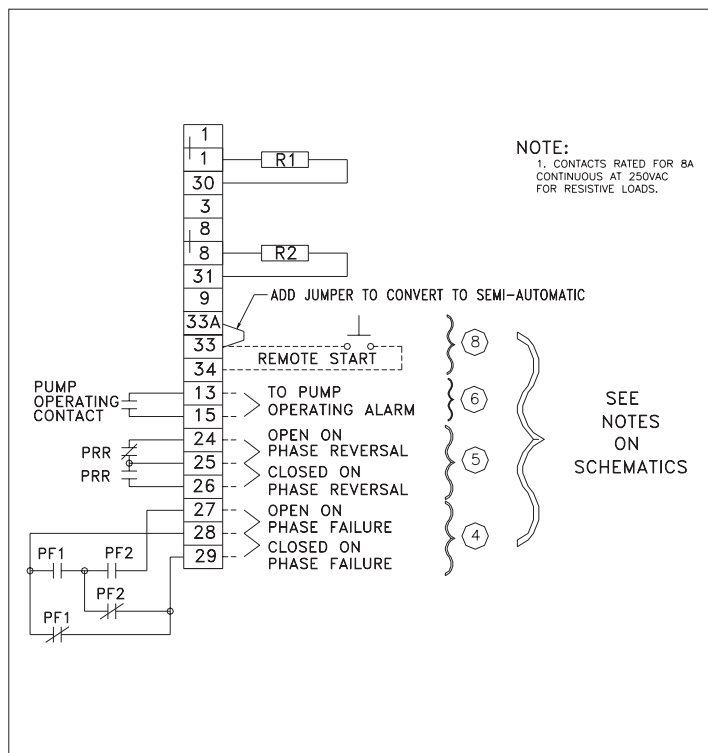 1
1
R1
30
3
8
8
R2
31
9
33A
33
34
13
15
24
25
26
27
28
29
NOTE:
1. CONTACTS RATED FOR 8A
CONTINUOUS AT 250VAC
FOR RESISTIVE LOADS.
ADD JUMPER TO CONVERT TO SEMI-AUTOMATIC
REMOTE START
8
PUMP
OPERATING
CONTACT
TO PUMP
OPERATING ALARM
6
PRR
PRR
OPEN ON
PHASE REVERSAL
CLOSED ON
PHASE REVERSAL
5
OPEN ON
PHASE FAILURE
CLOSED ON
PHASE FAILURE
4
PF1
PF2
PF2
PF1
SEE
NOTES
ON
SCHEMATICS